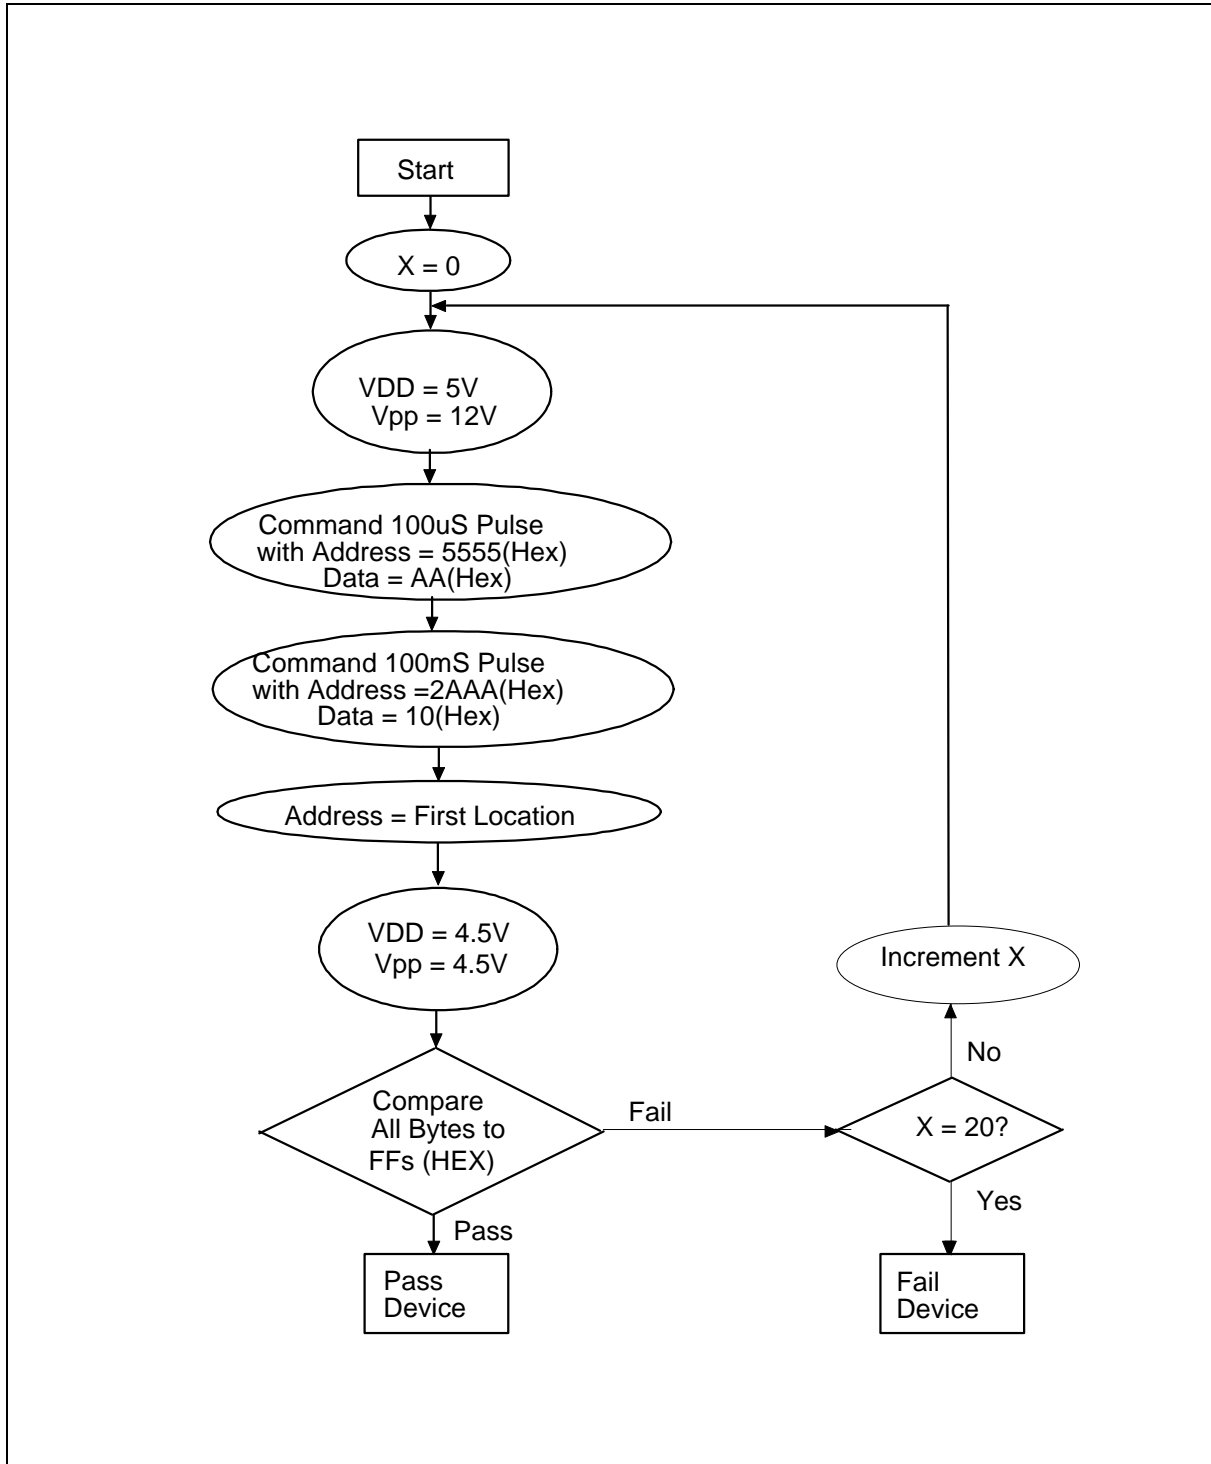 Start
X = 0
VDD = 5V
Vpp = 12V
Command 100uS Pulse
with Address = 5555(Hex)
Data = AA(Hex)
Command 100mS Pulse
with Address =2AAA(Hex)
Data = 10(Hex)
Address = First Location
VDD = 4.5V
Vpp = 4.5V
Increment X
No
Compare
All Bytes to
FFs (HEX)
Fail
X = 20?
Pass
Yes
Pass
Device
Fail
Device